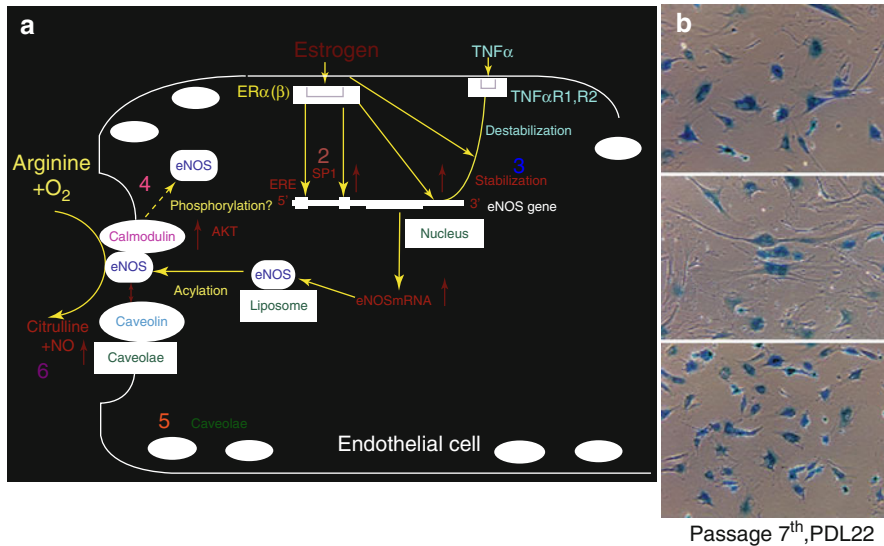 a
Estrogen
TNFα
ERα(β)
TNFαR1,R2
Destabilization
Arginine
+O2
4
eNOS
2
SP1
3
ERE
Stabilization
Phosphorylation?
5'
3'
eNOS gene
Calmodulin
AKT
Nucleus
eNOS
eNOS
Acylation
Liposome
eNOSmRNA
Citrulline
+NO
Caveolin
6
Caveolae
5
Caveolae
Endothelial cell
b
Passage 7th,PDL22